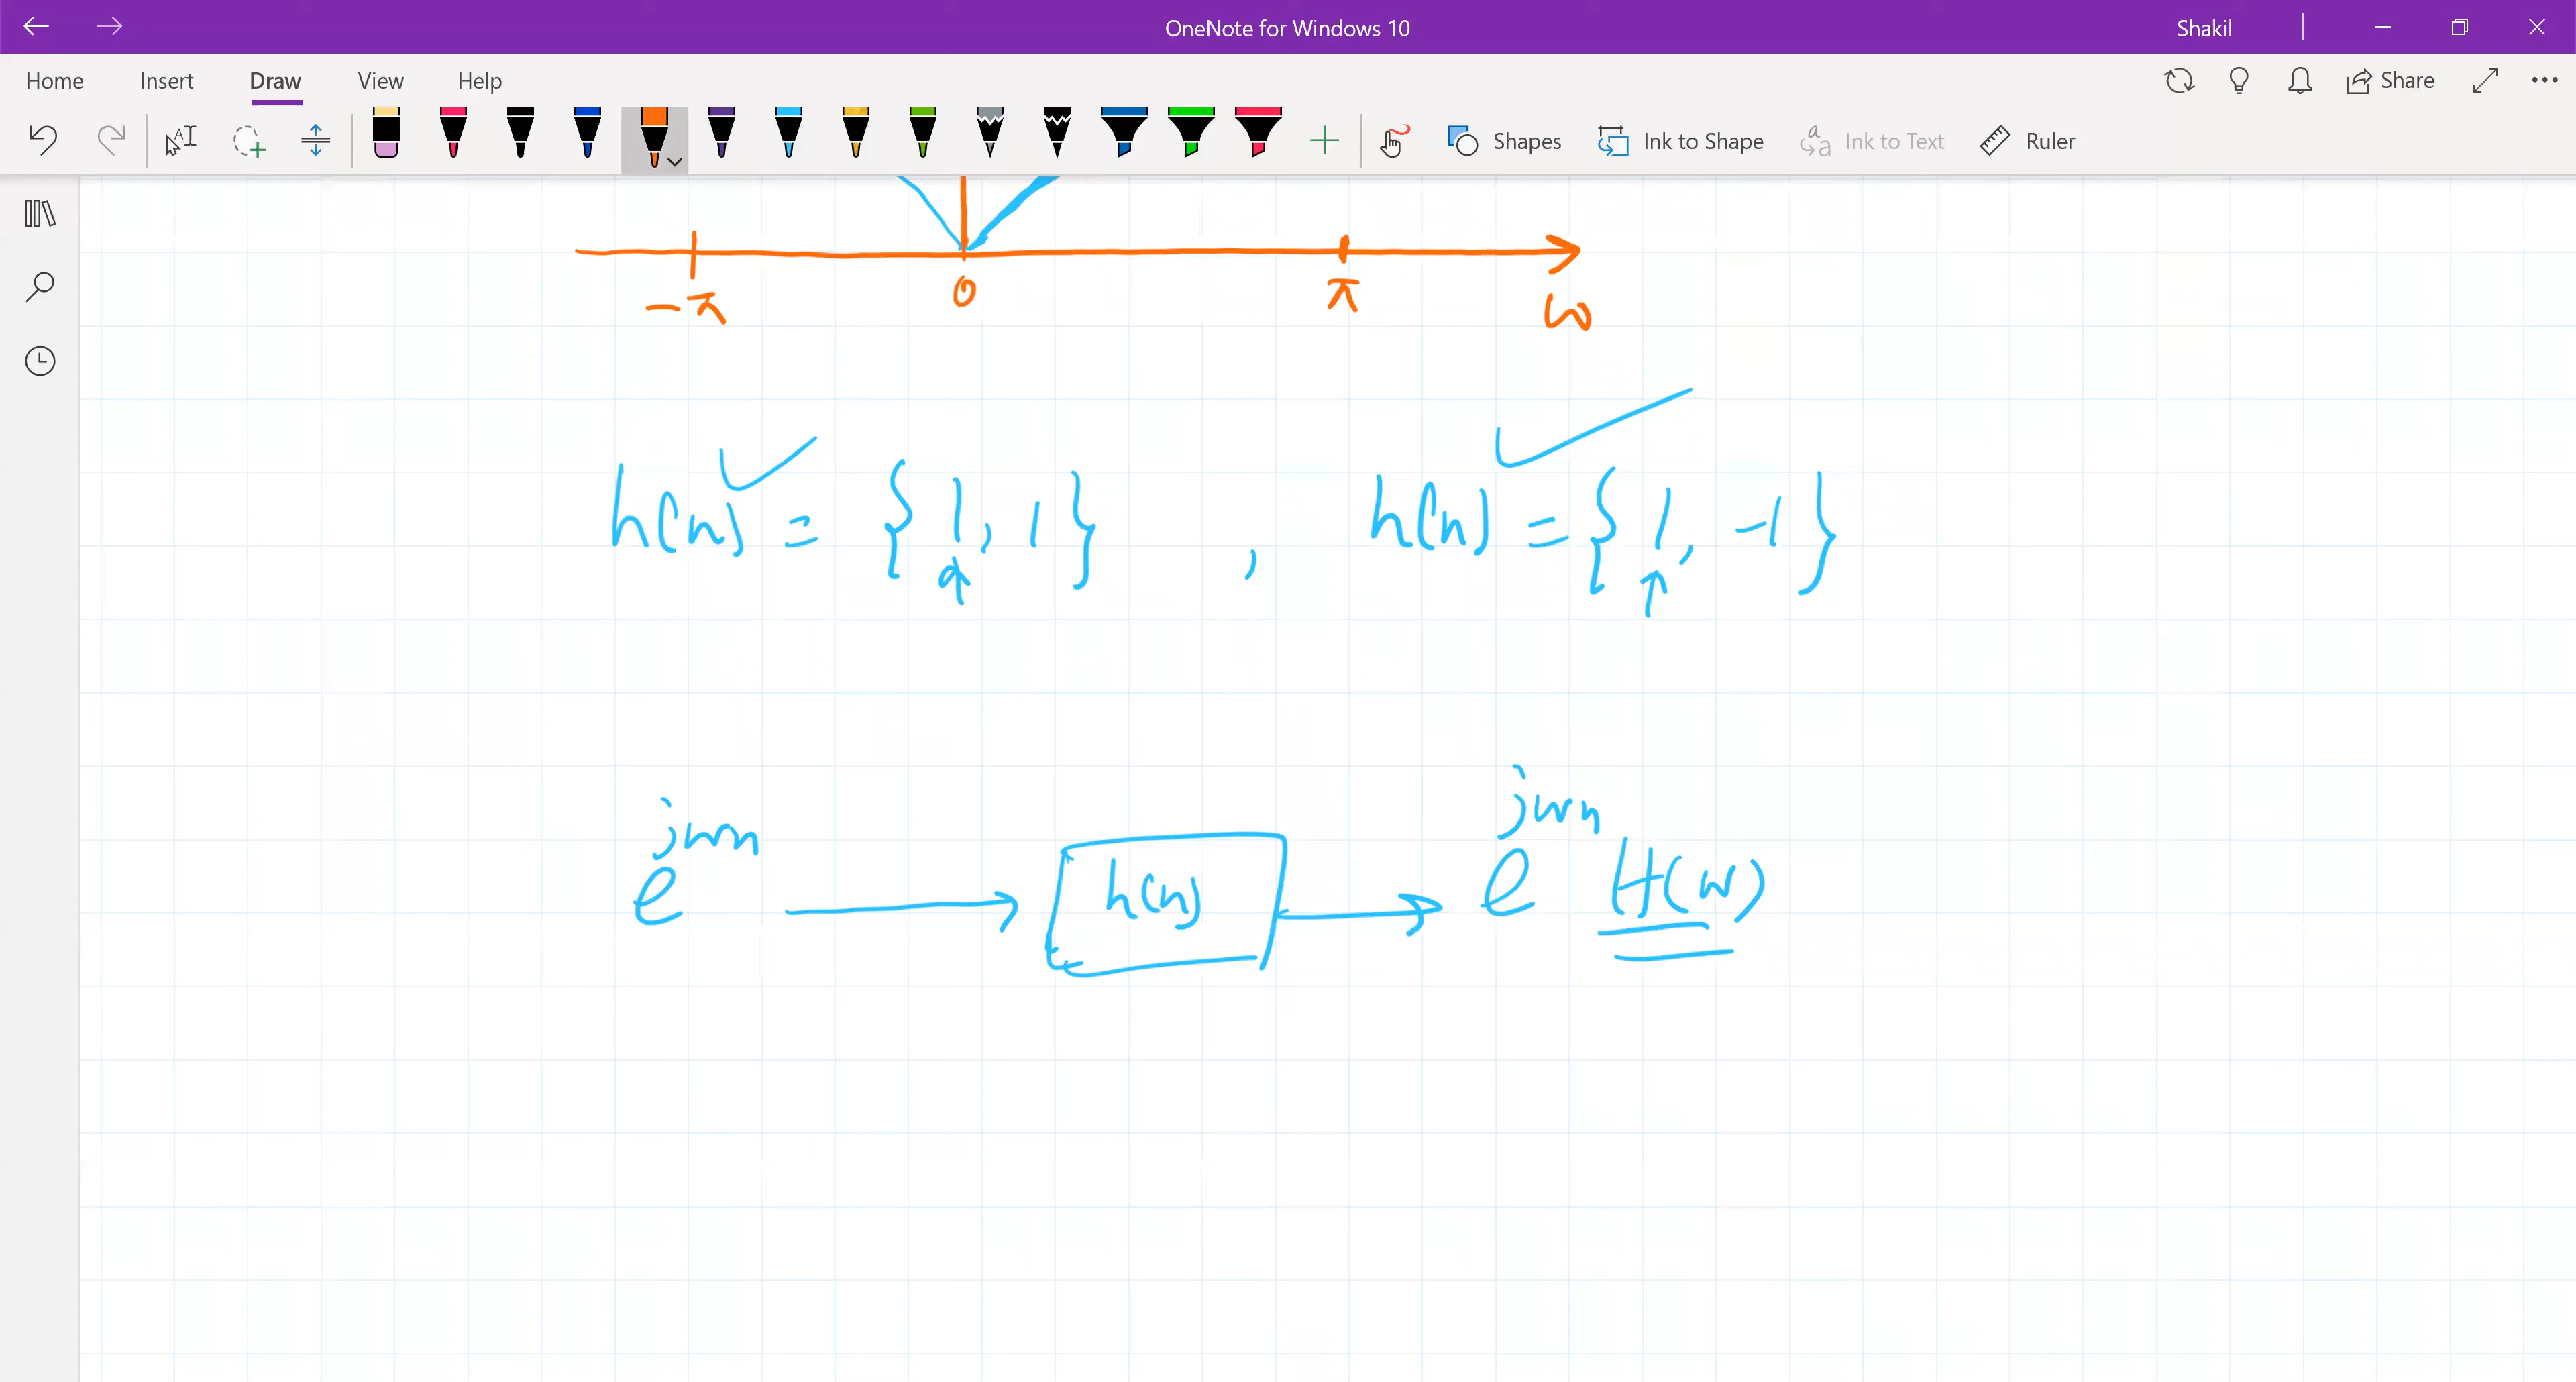 OneNote for Windows 10 Shakil
Home Insert Draw View Help Share
Shapes Ink to Shape Ink to Text Ruler
-π 0 π ω
h(n) = {1, 1} , h(n) = {1, -1}
↑ ↑
e^{jωn} → h(n) → e^{jωn} H(ω)